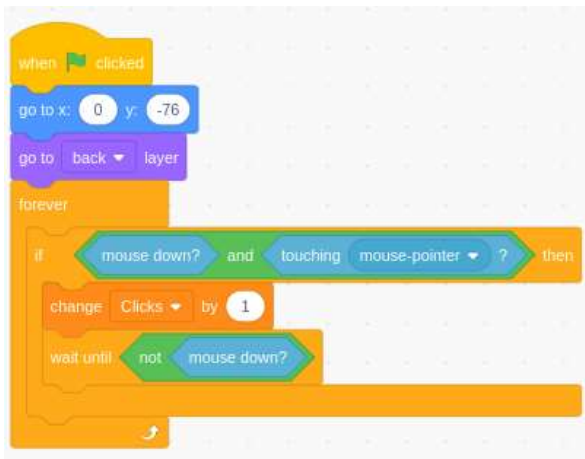 when clicked
go to x: 0 y: -76
go to back layer
forever
if mouse down? and touching mouse-pointer ? then
change Clicks by 1
wait until not mouse down?